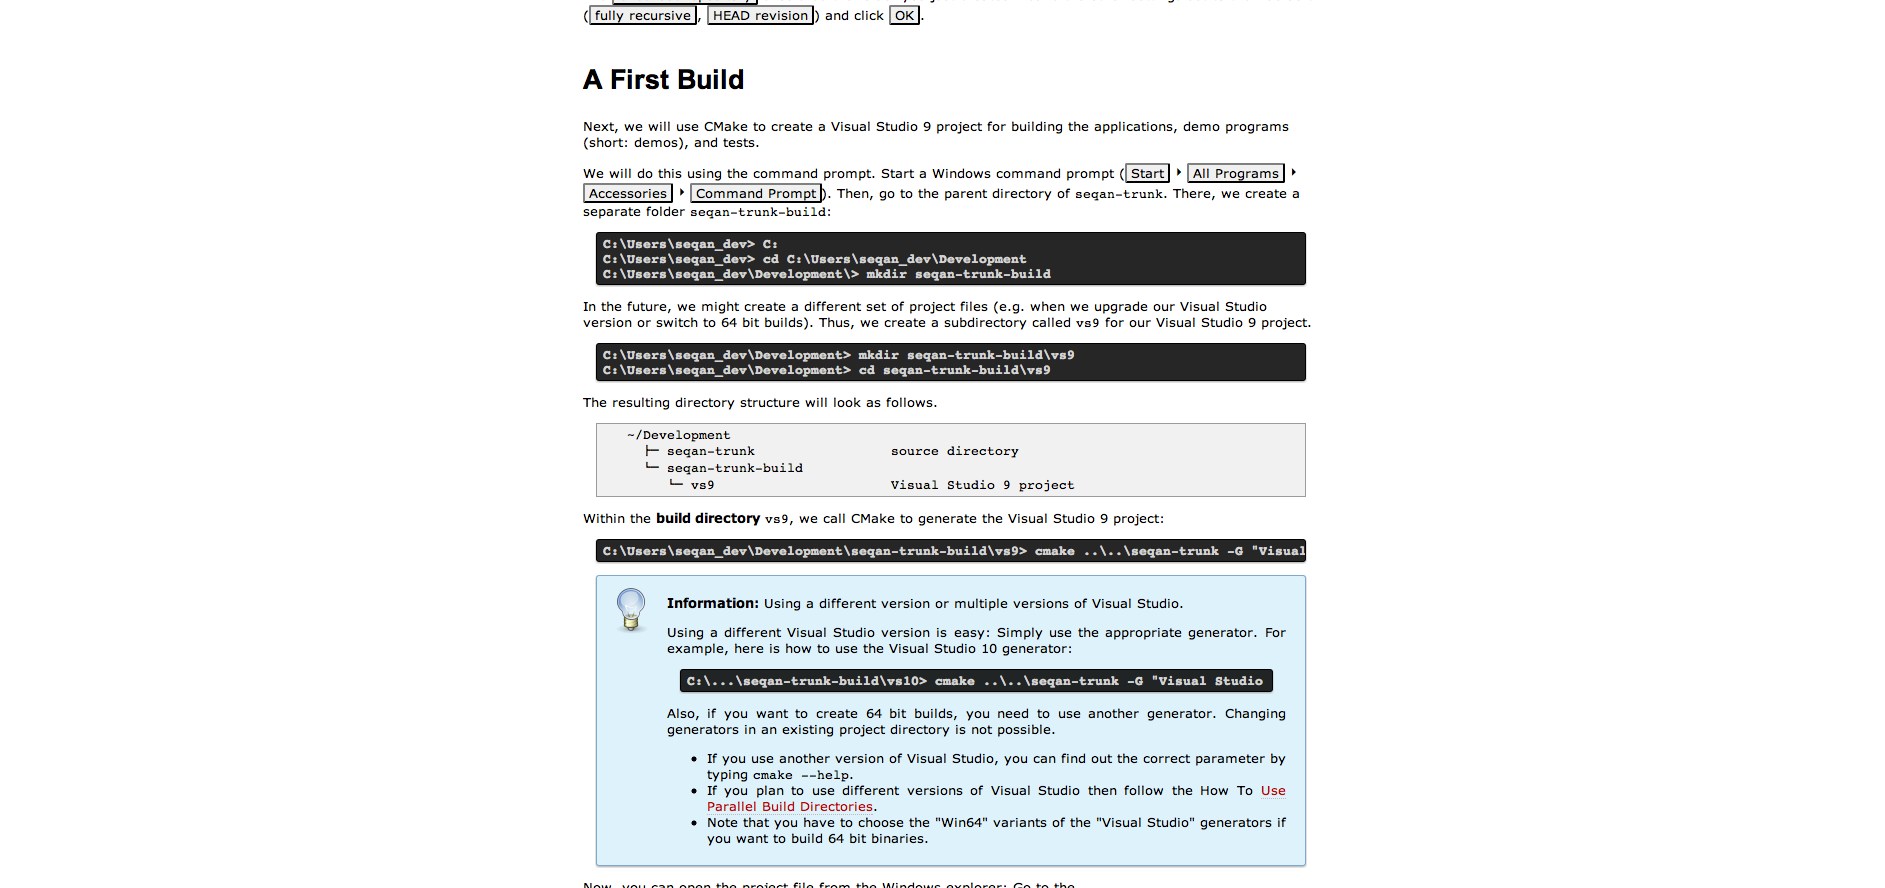 (fully recursive, HEAD revision) and click OK.
A First Build
Next, we will use CMake to create a Visual Studio 9 project for building the applications, demo programs
(short: demos), and tests.
We will do this using the command prompt. Start a Windows command prompt (Start ‣ All Programs ‣
Accessories ‣ Command Prompt). Then, go to the parent directory of seqan-trunk. There, we create a
separate folder seqan-trunk-build:
C:\Users\seqan_dev> C:
C:\Users\seqan_dev> cd C:\Users\seqan_dev\Development
C:\Users\seqan_dev\Development\> mkdir seqan-trunk-build
In the future, we might create a different set of project files (e.g. when we upgrade our Visual Studio
version or switch to 64 bit builds). Thus, we create a subdirectory called vs9 for our Visual Studio 9 project.
C:\Users\seqan_dev\Development> mkdir seqan-trunk-build\vs9
C:\Users\seqan_dev\Development> cd seqan-trunk-build\vs9
The resulting directory structure will look as follows.
~/Development
├─ seqan-trunk source directory
└─ seqan-trunk-build
└─ vs9 Visual Studio 9 project
Within the build directory vs9, we call CMake to generate the Visual Studio 9 project:
C:\Users\seqan_dev\Development\seqan-trunk-build\vs9> cmake ..\..\seqan-trunk -G "Visual
Information: Using a different version or multiple versions of Visual Studio.
Using a different Visual Studio version is easy: Simply use the appropriate generator. For
example, here is how to use the Visual Studio 10 generator:
C:\...\seqan-trunk-build\vs10> cmake ..\..\seqan-trunk -G "Visual Studio
Also, if you want to create 64 bit builds, you need to use another generator. Changing
generators in an existing project directory is not possible.
• If you use another version of Visual Studio, you can find out the correct parameter by
typing cmake --help.
• If you plan to use different versions of Visual Studio then follow the How To Use
Parallel Build Directories.
• Note that you have to choose the "Win64" variants of the "Visual Studio" generators if
you want to build 64 bit binaries.
Now, you can open the project file from the Windows explorer: Go to the